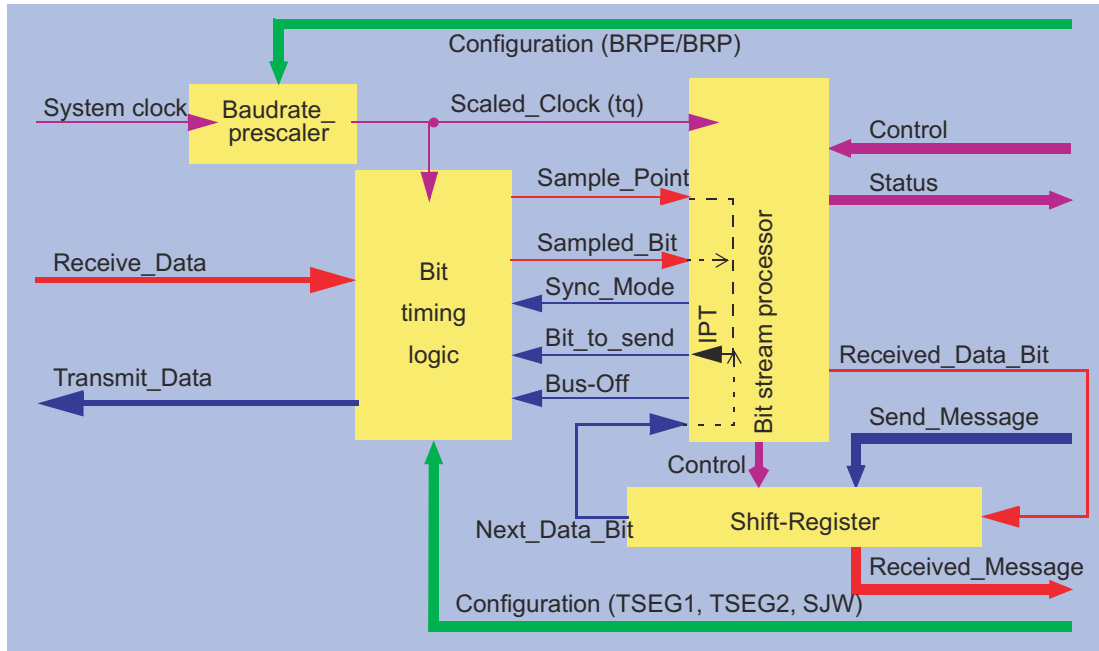 Configuration (BRPE/BRP)
System clock
Baudrate_
prescaler
Scaled_Clock (tq)
Control
Status
Sample_Point
Sampled_Bit
Receive_Data
Bit
timing
logic
Sync_Mode
Bit_to_send
Bus-Off
IPT
Bit stream processor
Transmit_Data
Received_Data_Bit
Send_Message
Control
Next_Data_Bit
Shift-Register
Received_Message
Configuration (TSEG1, TSEG2, SJW)